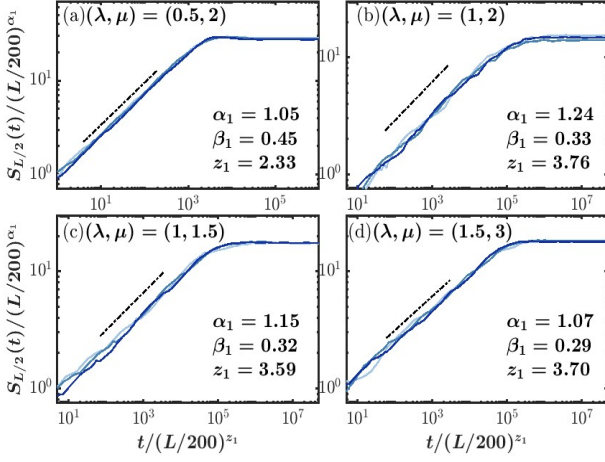 (a)(λ, μ) = (0.5, 2)
S_{L/2}(t)/(L/200)^{α₁}
10¹
10⁰
α₁ = 1.05
β₁ = 0.45
z₁ = 2.33
10¹ 10³ 10⁵
(b) (λ, μ) = (1, 2)
10¹
10⁰
α₁ = 1.24
β₁ = 0.33
z₁ = 3.76
10¹ 10³ 10⁵ 10⁷
(c)(λ, μ) = (1, 1.5)
S_{L/2}(t)/(L/200)^{α₁}
10¹
10⁰
α₁ = 1.15
β₁ = 0.32
z₁ = 3.59
10¹ 10³ 10⁵ 10⁷
t/(L/200)^{z₁}
(d) (λ, μ) = (1.5, 3)
10¹
10⁰
α₁ = 1.07
β₁ = 0.29
z₁ = 3.70
10¹ 10³ 10⁵ 10⁷
t/(L/200)^{z₁}